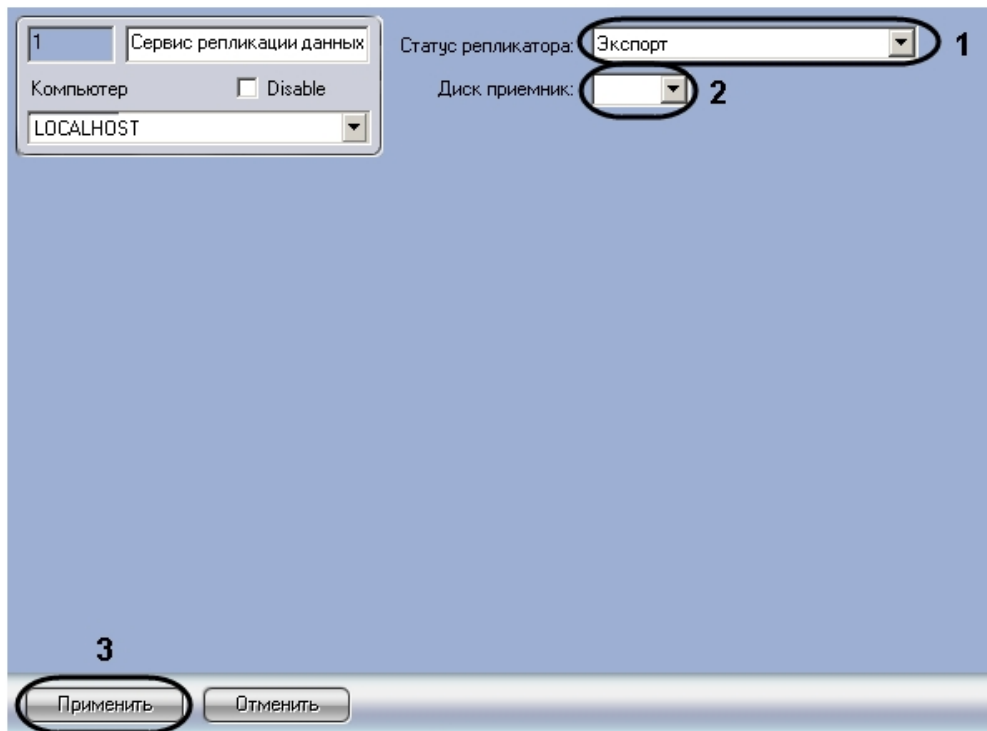 1
Сервис репликации данных
Компьютер
Disable
LOCALHOST
Статус репликатора:
Экспорт
1
Диск приемник:
2
3
Применить
Отменить